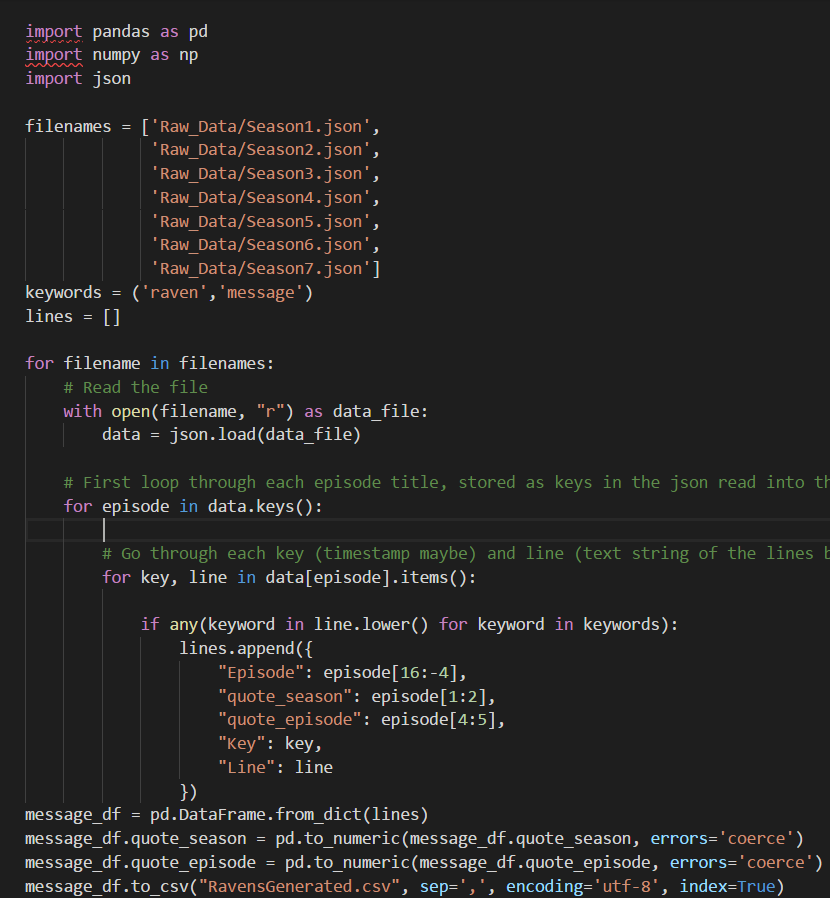 import pandas as pd
import numpy as np
import json
filenames = ['Raw_Data/Season1.json',
'Raw_Data/Season2.json',
'Raw_Data/Season3.json',
'Raw_Data/Season4.json',
'Raw_Data/Season5.json',
'Raw_Data/Season6.json',
'Raw_Data/Season7.json']
keywords = ('raven','message')
lines = []
for filename in filenames:
# Read the file
with open(filename, "r") as data_file:
data = json.load(data_file)
# First loop through each episode title, stored as keys in the json read into
for episode in data.keys():
# Go through each key (timestamp maybe) and line (text string of the lines
for key, line in data[episode].items():
if any(keyword in line.lower() for keyword in keywords):
lines.append({
"Episode": episode[16:-4],
"quote_season": episode[1:2],
"quote_episode": episode[4:5],
"Key": key,
"Line": line
})
message_df = pd.DataFrame.from_dict(lines)
message_df.quote_season = pd.to_numeric(message_df.quote_season, errors='coerce')
message_df.quote_episode = pd.to_numeric(message_df.quote_episode, errors='coerce')
message_df.to_csv("RavensGenerated.csv", sep=',', encoding='utf-8', index=True)